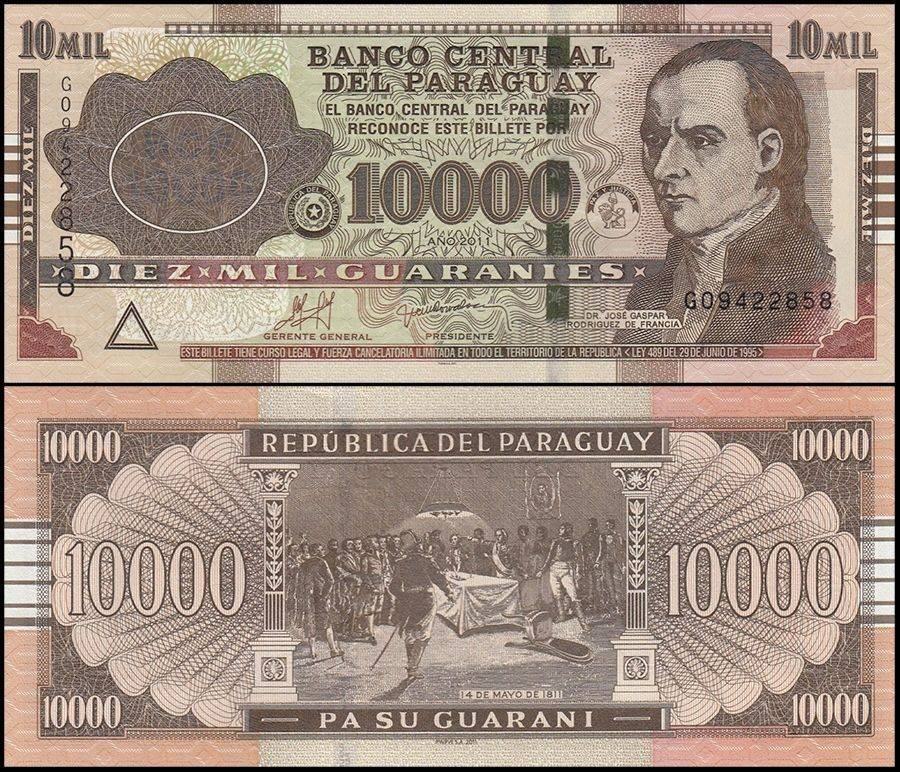 10 MIL
10 MIL
BANCO CENTRAL
DEL PARAGUAY
EL BANCO CENTRAL DEL PARAGUAY
RECONOCE ESTE BILLETE POR
10000
AÑO 2011
G09422858
DIEZ MIL
DIEZ MIL
PAZ Y JUSTICIA
DIEZ MIL GUARANIES
G09422858
GERENTE GENERAL
PRESIDENTE
DR. JOSÉ GASPAR
RODRIGUEZ DE FRANCIA
ESTE BILLETE TIENE CURSO LEGAL Y FUERZA CANCELATORIA ILIMITADA EN TODO EL TERRITORIO DE LA REPUBLICA < LEY 489 DEL 29 DE JUNIO DE 1995 >
10000
10000
REPÚBLICA DEL PARAGUAY
10000
10000
14 DE MAYO DE 1811
10000
10000
PA SU GUARANI